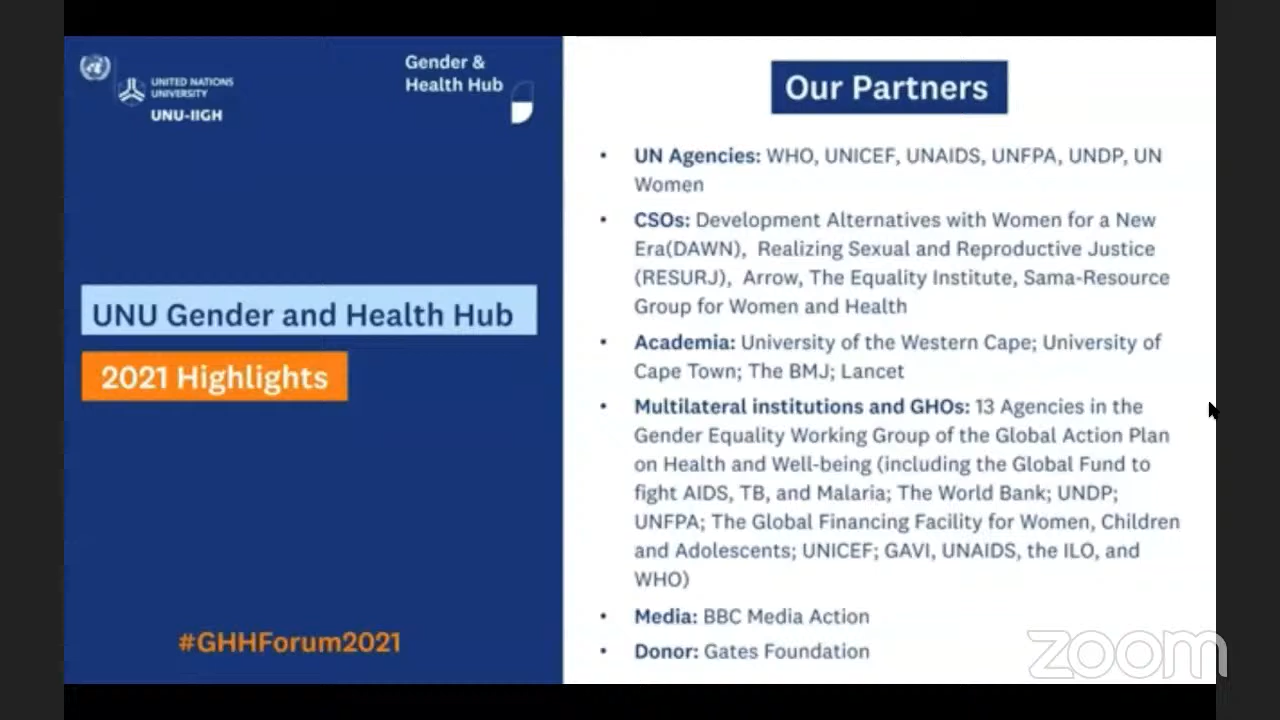 UNITED NATIONS
UNIVERSITY
UNU-IIGH
Gender &
Health Hub
UNU Gender and Health Hub
2021 Highlights
#GHHForum2021
Our Partners
• UN Agencies: WHO, UNICEF, UNAIDS, UNFPA, UNDP, UN
Women
• CSOs: Development Alternatives with Women for a New
Era(DAWN), Realizing Sexual and Reproductive Justice
(RESURJ), Arrow, The Equality Institute, Sama-Resource
Group for Women and Health
• Academia: University of the Western Cape; University of
Cape Town; The BMJ; Lancet
• Multilateral institutions and GHOs: 13 Agencies in the
Gender Equality Working Group of the Global Action Plan
on Health and Well-being (including the Global Fund to
fight AIDS, TB, and Malaria; The World Bank; UNDP;
UNFPA; The Global Financing Facility for Women, Children
and Adolescents; UNICEF; GAVI, UNAIDS, the ILO, and
WHO)
• Media: BBC Media Action
• Donor: Gates Foundation
zoom